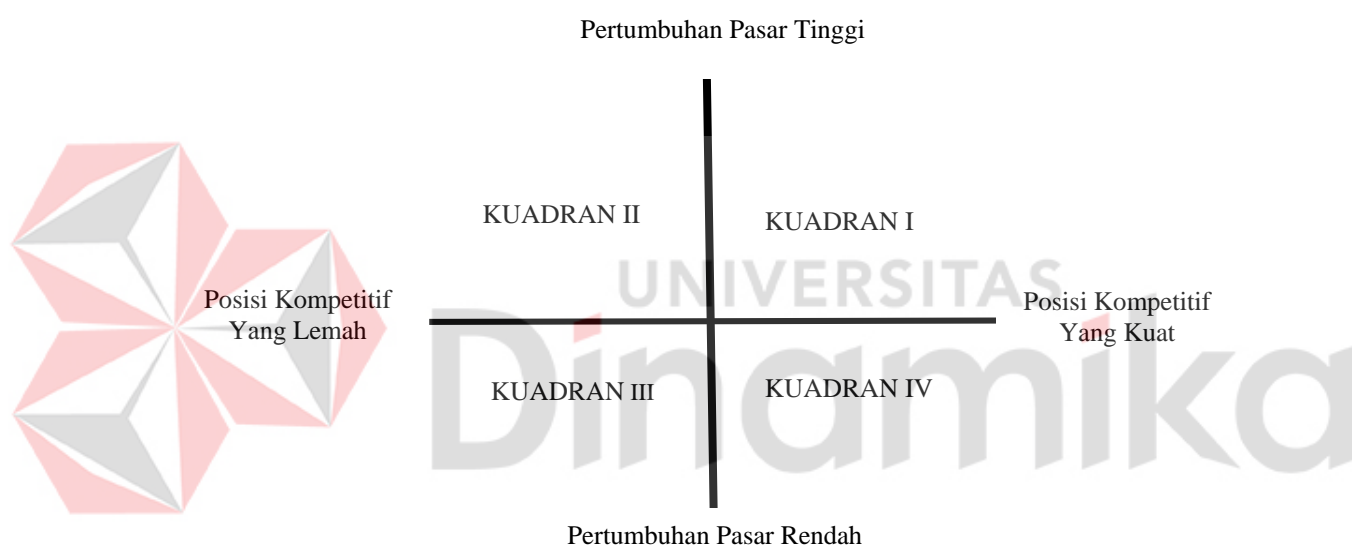 Pertumbuhan Pasar Tinggi
KUADRAN II
KUADRAN I
UNIVERSITAS
Dinamika
Posisi Kompetitif
Yang Lemah
Posisi Kompetitif
Yang Kuat
KUADRAN III
KUADRAN IV
Pertumbuhan Pasar Rendah